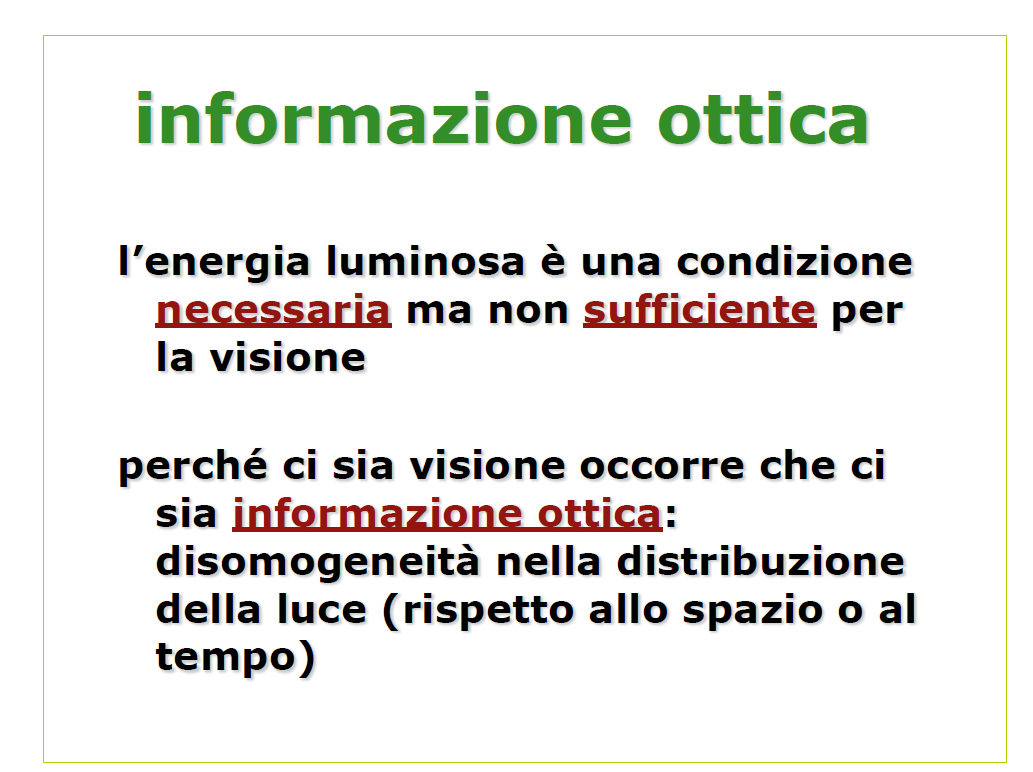 informazione ottica
l’energia luminosa è una condizione
necessaria ma non sufficiente per
la visione
perché ci sia visione occorre che ci
sia informazione ottica:
disomogeneità nella distribuzione
della luce (rispetto allo spazio o al
tempo)